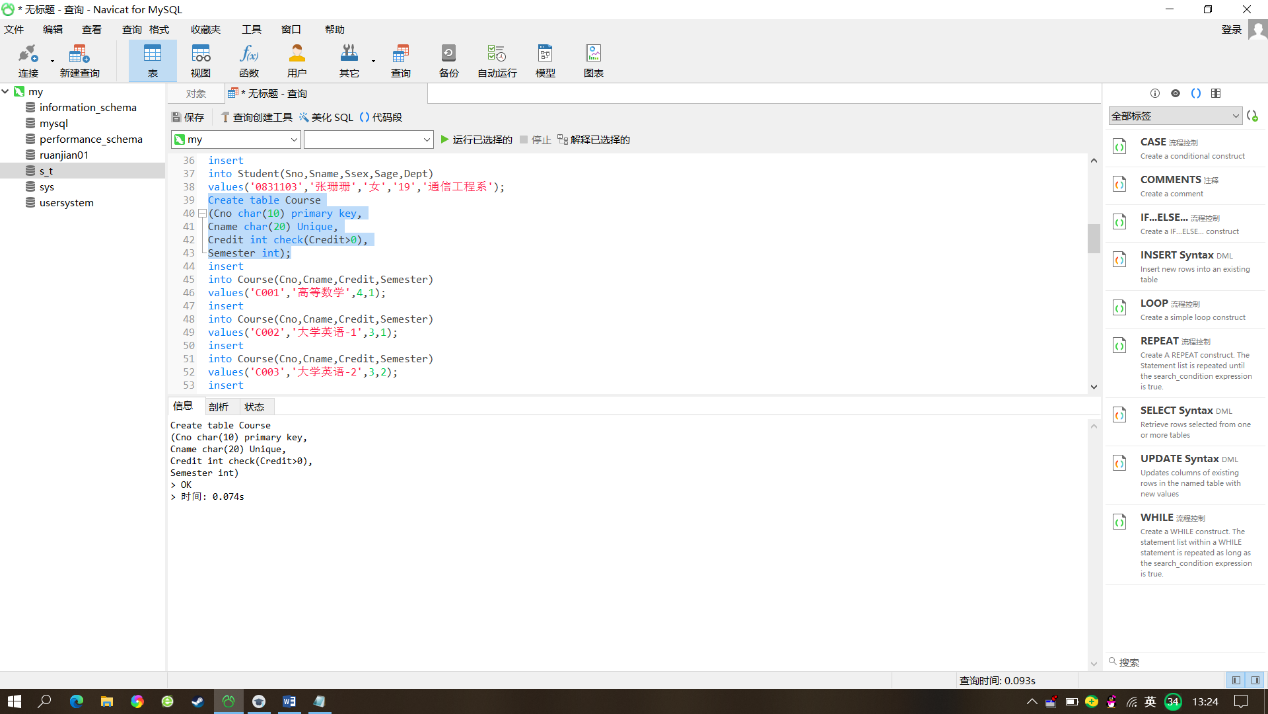 * 无标题 - 查询 - Navicat for MySQL
文件 编辑 查看 查询 格式 收藏夹 工具 窗口 帮助
登录
连接 新建查询 表 视图 函数 用户 其它 查询 备份 自动运行 模型 图表
my
information_schema
mysql
performance_schema
ruanjian01
s_t
sys
usersystem
对象 * 无标题 - 查询
保存 查询创建工具 美化 SQL () 代码段
my 运行已选择的 停止 解释已选择的
36 insert
37 into Student(Sno,Sname,Ssex,Sage,Dept)
38 values('0831103','张珊珊','女','19','通信工程系');
39 Create table Course
40 (Cno char(10) primary key,
41 Cname char(20) Unique,
42 Credit int check(Credit>0),
43 Semester int);
44 insert
45 into Course(Cno,Cname,Credit,Semester)
46 values('C001','高等数学',4,1);
47 insert
48 into Course(Cno,Cname,Credit,Semester)
49 values('C002','大学英语-1',3,1);
50 insert
51 into Course(Cno,Cname,Credit,Semester)
52 values('C003','大学英语-2',3,2);
53 insert
信息 剖析 状态
Create table Course
(Cno char(10) primary key,
Cname char(20) Unique,
Credit int check(Credit>0),
Semester int)
> OK
> 时间: 0.074s
全部标签
CASE 流程控制
Create a conditional construct
COMMENTS 注释
Create a comment
IF...ELSE... 流程控制
Create a IF...ELSE... construct
INSERT Syntax DML
Insert new rows into an existing
table
LOOP 流程控制
Create a simple loop construct
REPEAT 流程控制
Create A REPEAT construct. The
Statement list is repeated until
the search_condition expression
is true.
SELECT Syntax DML
Retrieve rows selected from one
or more tables
UPDATE Syntax DML
Updates columns of existing
rows in the named table with
new values
WHILE 流程控制
Create a WHILE construct. The
statement list within a WHILE
statement is repeated as long as
the search_condition expression
is true.
搜索
查询时间: 0.093s
英 34 13:24